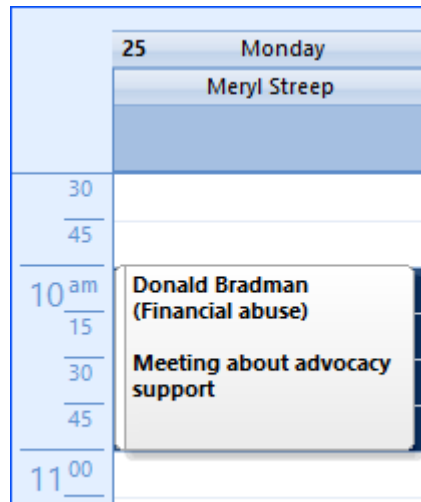 25 Monday
Meryl Streep
30
45
10 am
15
30
45
11 00
Donald Bradman
(Financial abuse)
Meeting about advocacy
support